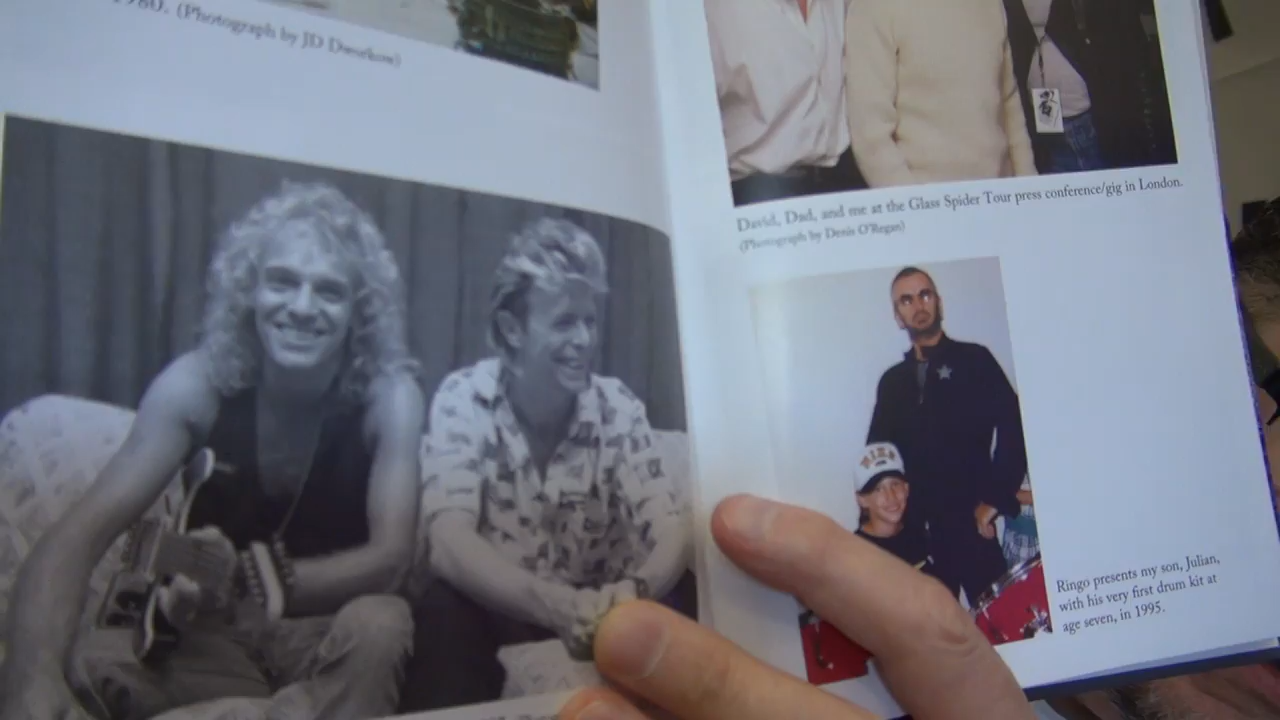 (Photograph by JD Dworkow)
David, Dad, and me at the Glass Spider Tour press conference/gig in London.
(Photograph by Denis O'Regan)
Ringo presents my son, Julian,
with his very first drum kit at
age seven, in 1995.